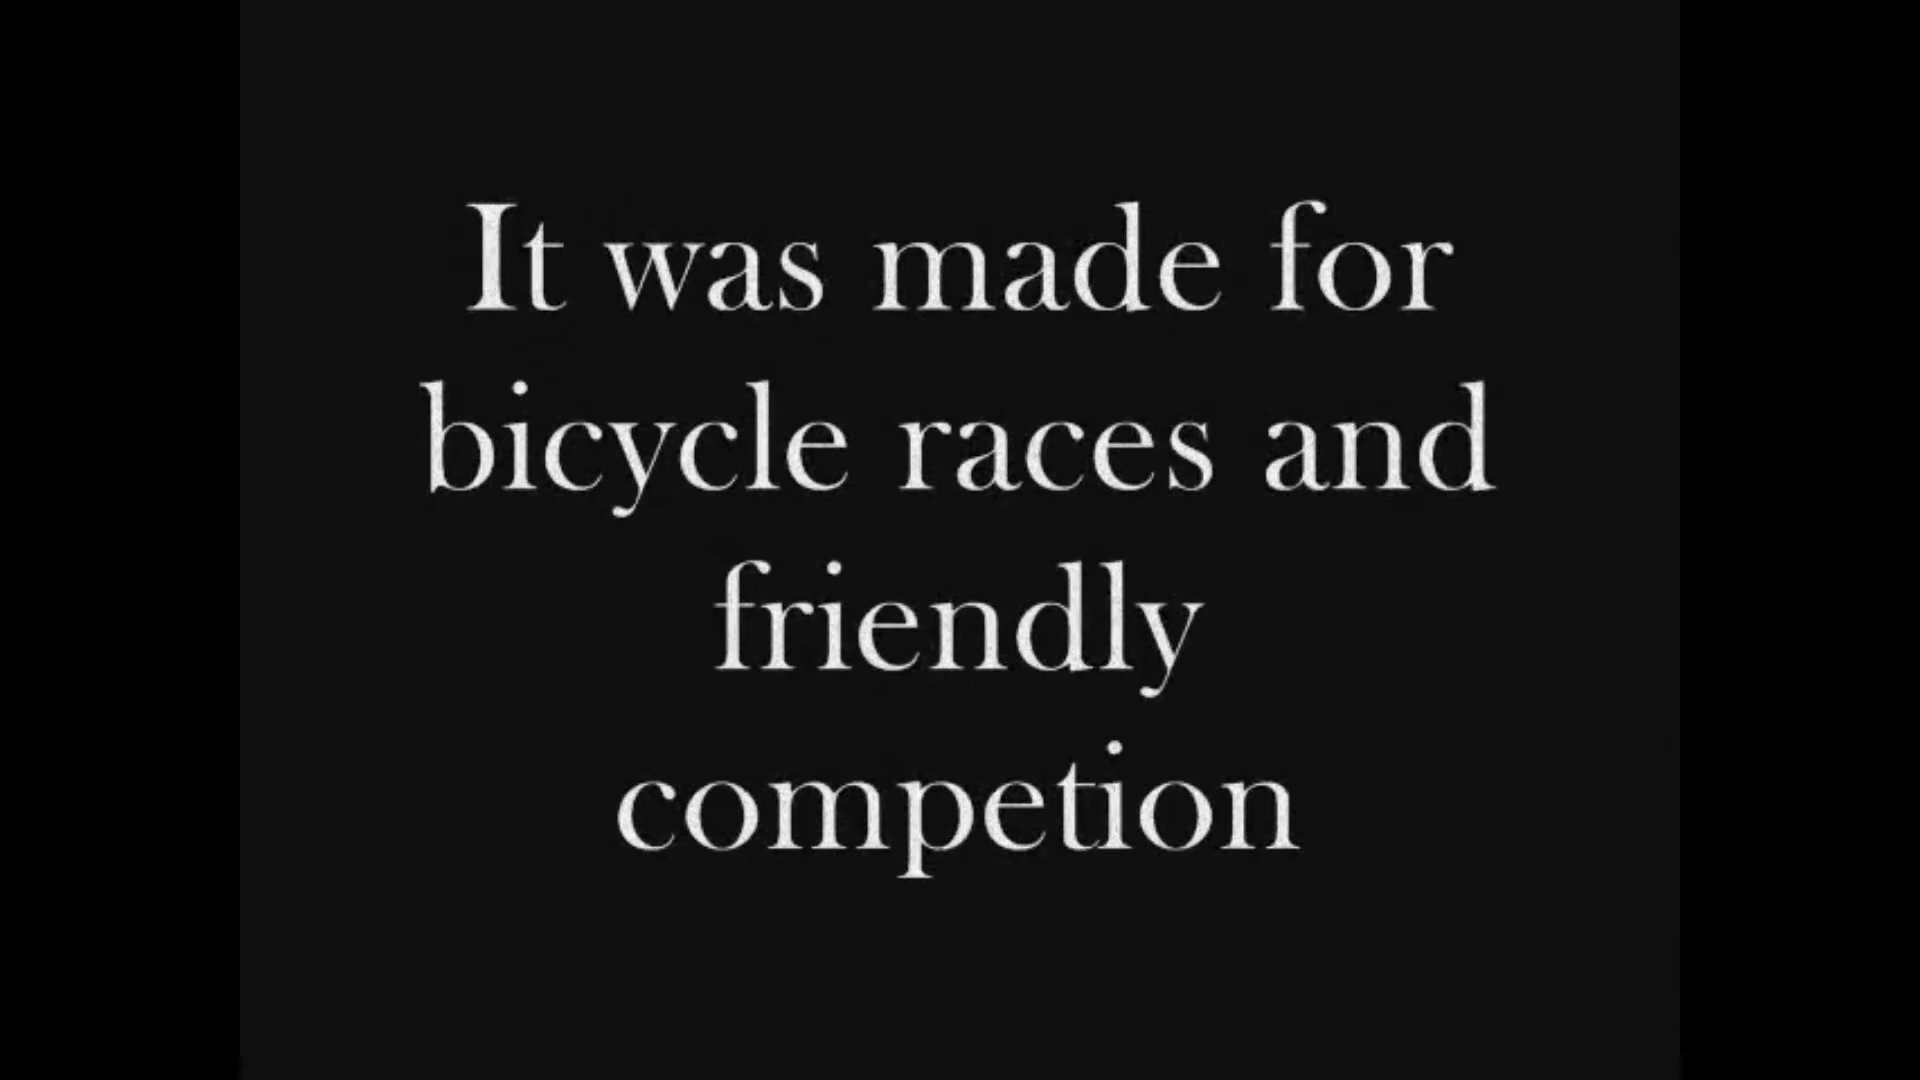 It was made for
bicycle races and
friendly
competion